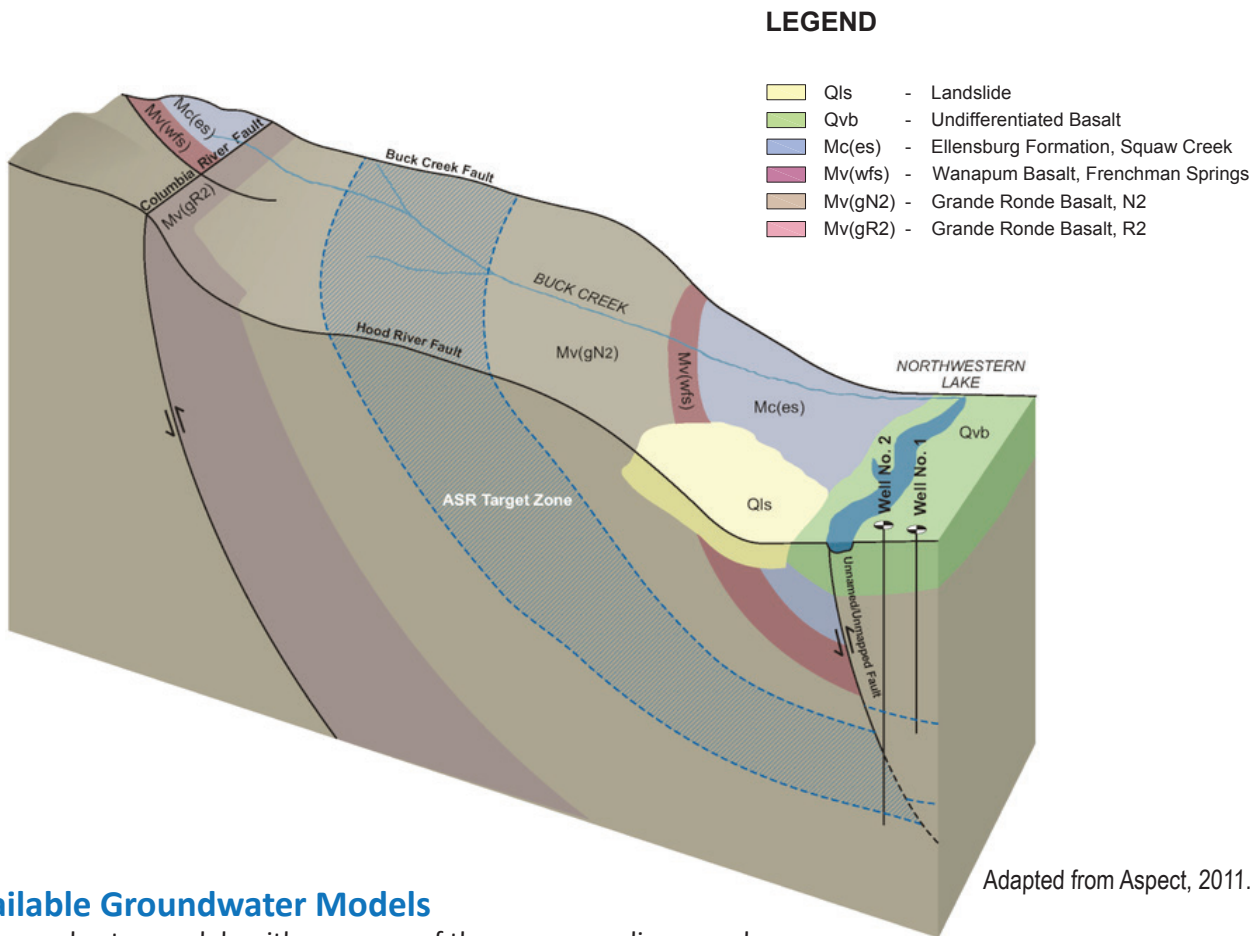 LEGEND
Qls - Landslide
Qvb - Undifferentiated Basalt
Mc(es) - Ellensburg Formation, Squaw Creek
Mv(wfs) - Wanapum Basalt, Frenchman Springs
Mv(gN2) - Grande Ronde Basalt, N2
Mv(gR2) - Grande Ronde Basalt, R2
Mc(es)
Mv(wfs)
Columbia River Fault
Mv(gR2)
Buck Creek Fault
BUCK CREEK
Hood River Fault
Mv(gN2)
Mv(wfs)
Mc(es)
NORTHWESTERN
LAKE
Qvb
Well No. 2
Well No. 1
Qls
ASR Target Zone
Unnamed/Unmapped Fault
Adapted from Aspect, 2011.
ailable Groundwater Models